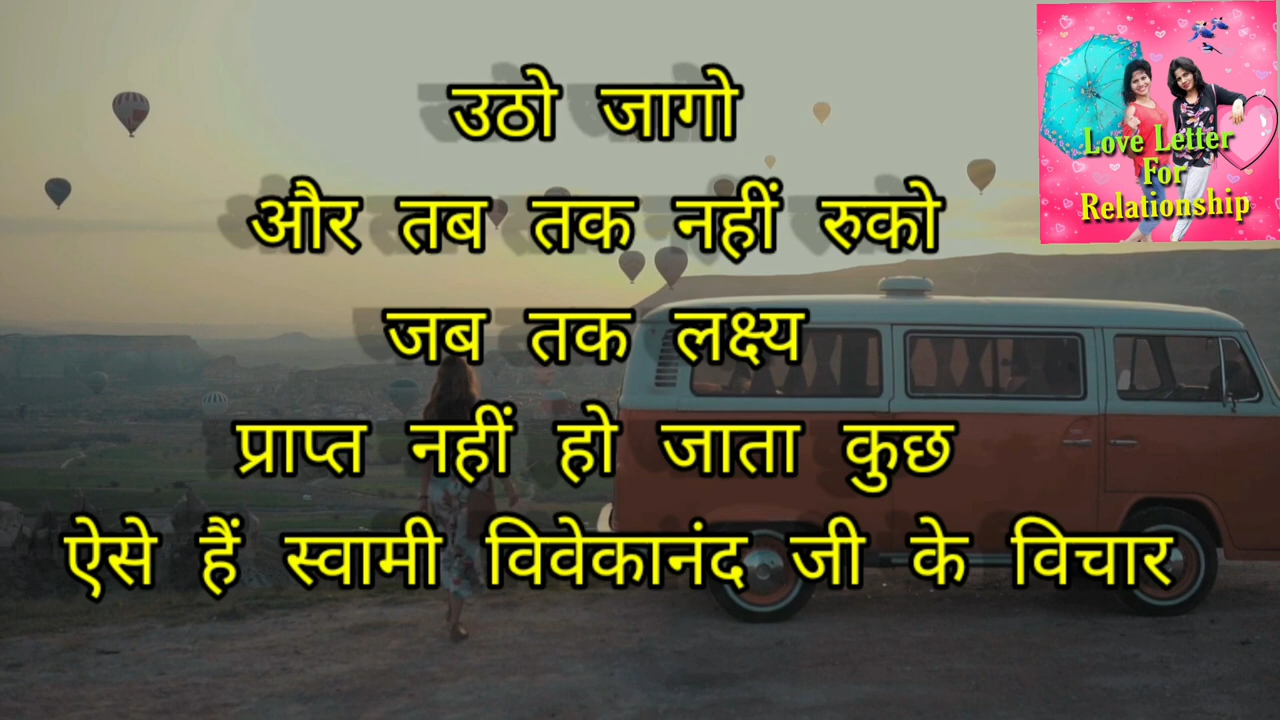 उठो जागो
और तब तक नहीं रुको
जब तक लक्ष्य
प्राप्त नहीं हो जाता कुछ
ऐसे हैं स्वामी विवेकानंद जी के विचार
Love Letter
For
Relationship